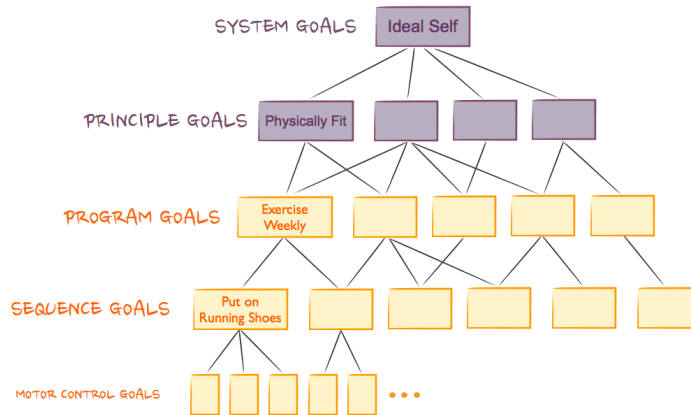 SYSTEM GOALS
Ideal Self
PRINCIPLE GOALS
Physically Fit
PROGRAM GOALS
Exercise
Weekly
SEQUENCE GOALS
Put on
Running Shoes
MOTOR CONTROL GOALS
...